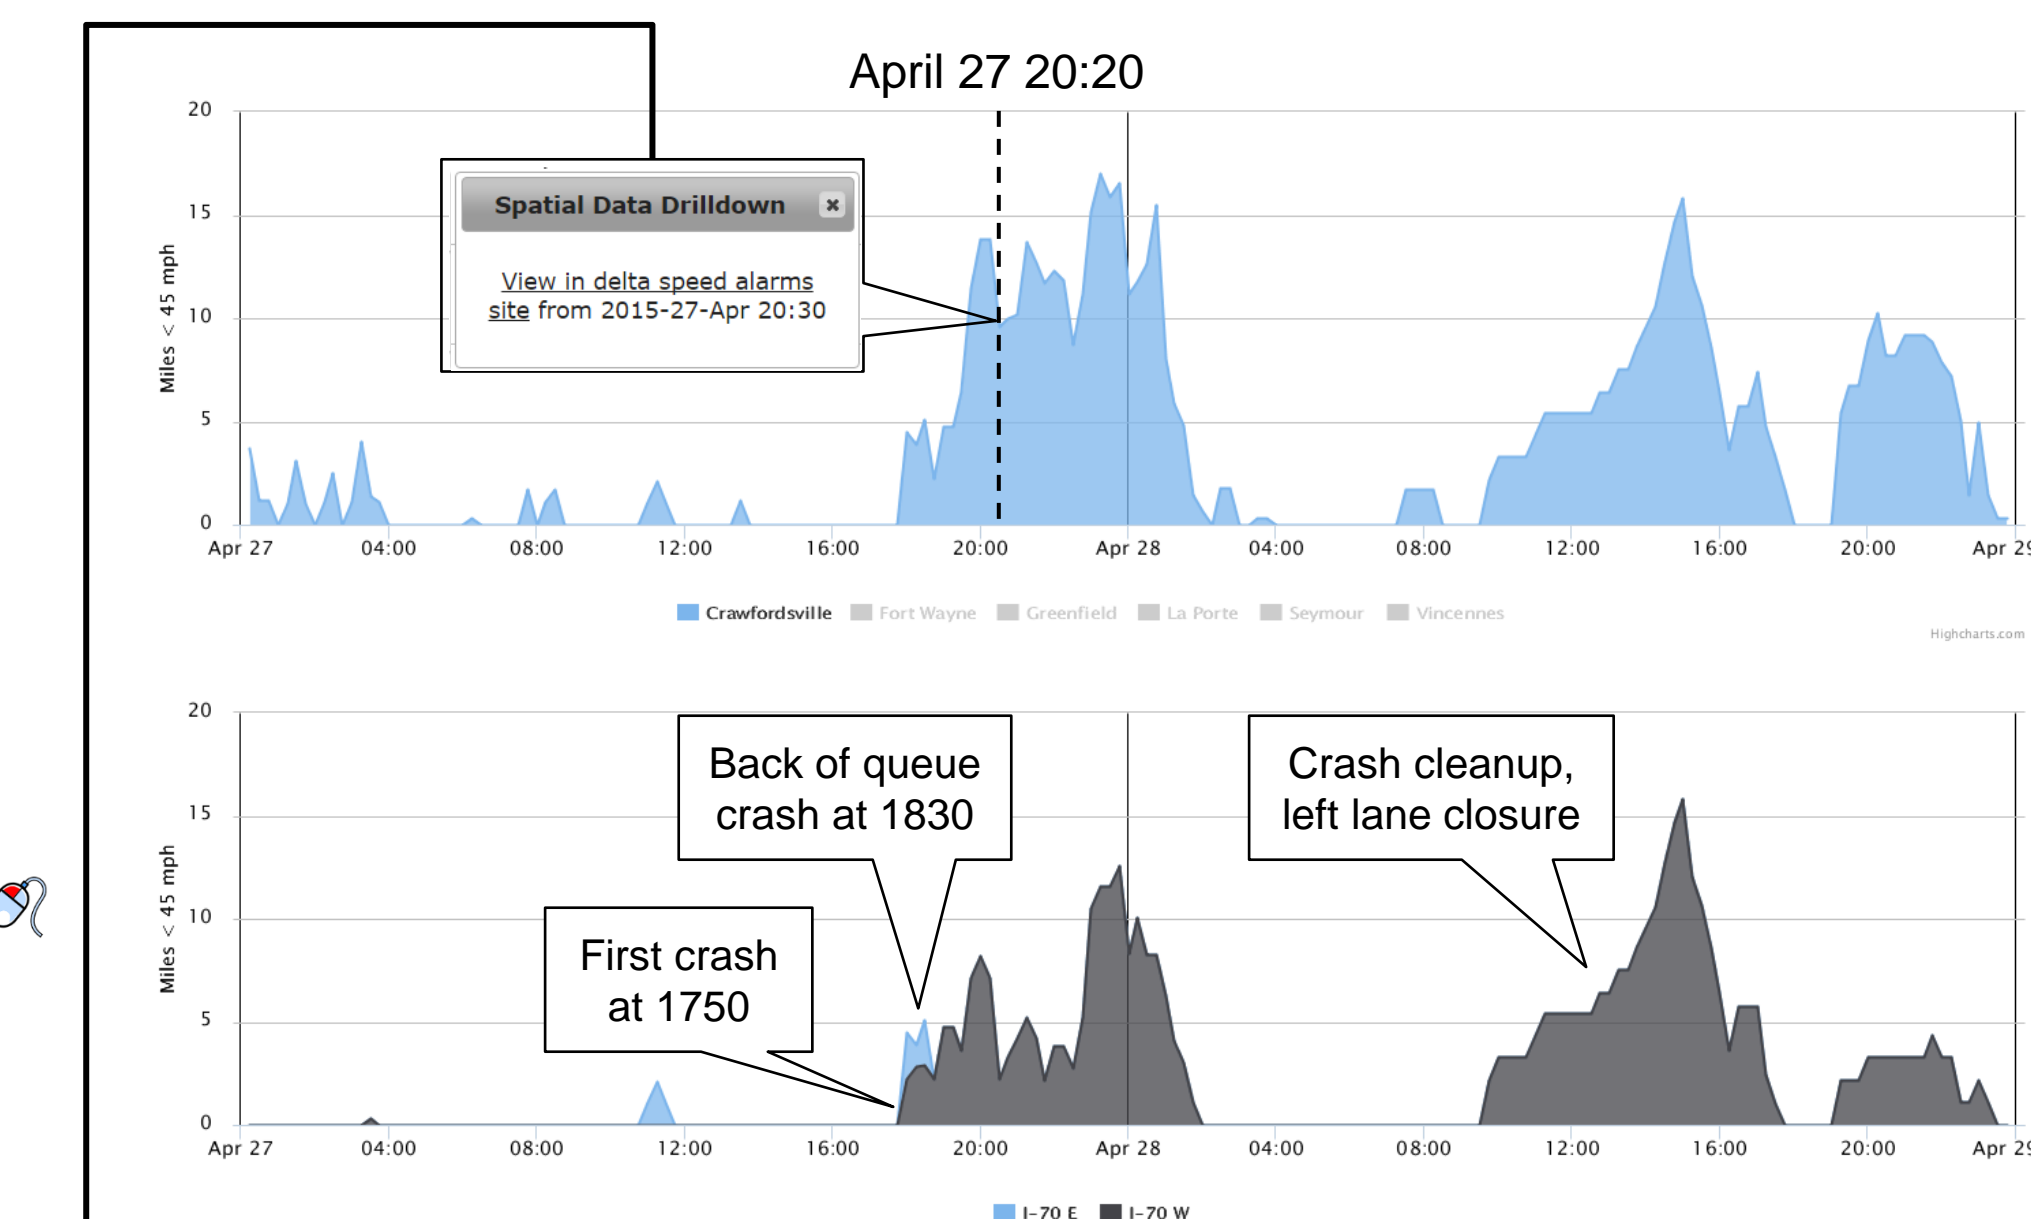 April 27 20:20
20
15
10
5
0
Miles < 45 mph
Spatial Data Drilldown
View in delta speed alarms
site from 2015-27-Apr 20:30
Apr 27 04:00 08:00 12:00 16:00 20:00 Apr 28 04:00 08:00 12:00 16:00 20:00 Apr 29
Crawfordsville Fort Wayne Greenfield La Porte Seymour Vincennes
Highcharts.com
20
15
10
5
0
Miles < 45 mph
Back of queue
crash at 1830
Crash cleanup,
left lane closure
First crash
at 1750
Apr 27 04:00 08:00 12:00 16:00 20:00 Apr 28 04:00 08:00 12:00 16:00 20:00 Apr 29
I-70 E I-70 W